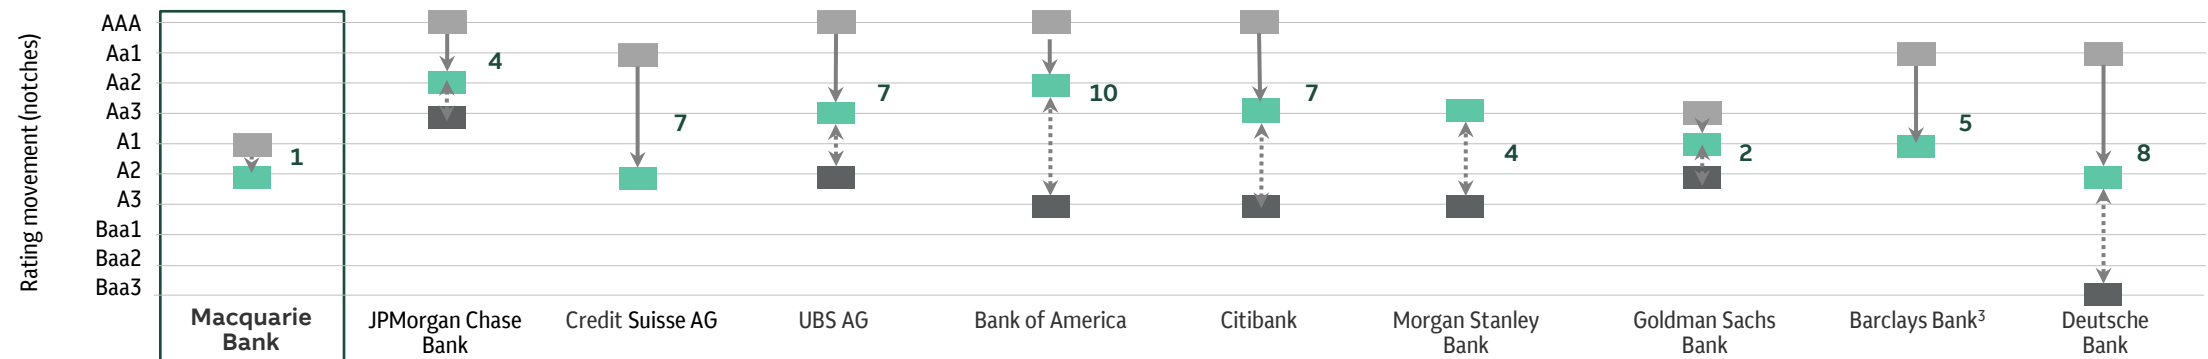 Rating movement (notches)
AAA
Aa1
Aa2
Aa3
A1
A2
A3
Baa1
Baa2
Baa3
1
4
7
7
10
7
4
2
5
8
Macquarie
Bank
JPMorgan Chase
Bank
Credit Suisse AG
UBS AG
Bank of America
Citibank
Morgan Stanley
Bank
Goldman Sachs
Bank
Barclays Bank³
Deutsche
Bank